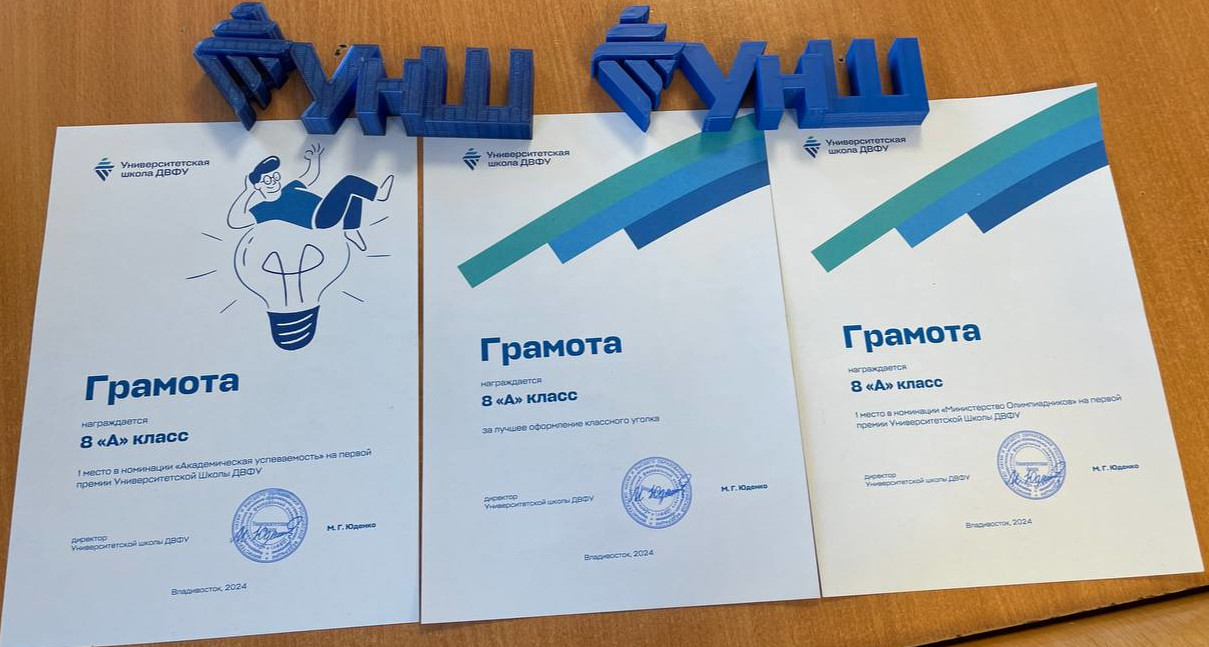 УНШ
УНШ
Университетская
школа ДВФУ
Грамота
награждается
8 «А» класс
1 место в номинации «Академическая успеваемость» на первой
премии Университетской Школы ДВФУ
директор
Университетской школы ДВФУ
М. Г. Юденко
Владивосток, 2024
Университетская
школа ДВФУ
Грамота
награждается
8 «А» класс
за лучшее оформление классного уголка
директор
Университетской школы ДВФУ
М. Г. Юденко
Владивосток, 2024
Университетская
школа ДВФУ
Грамота
награждается
8 «А» класс
1 место в номинации «Министерство Олимпиадников» на первой
премии Университетской Школы ДВФУ
директор
Университетской школы ДВФУ
М. Г. Юденко
Владивосток, 2024